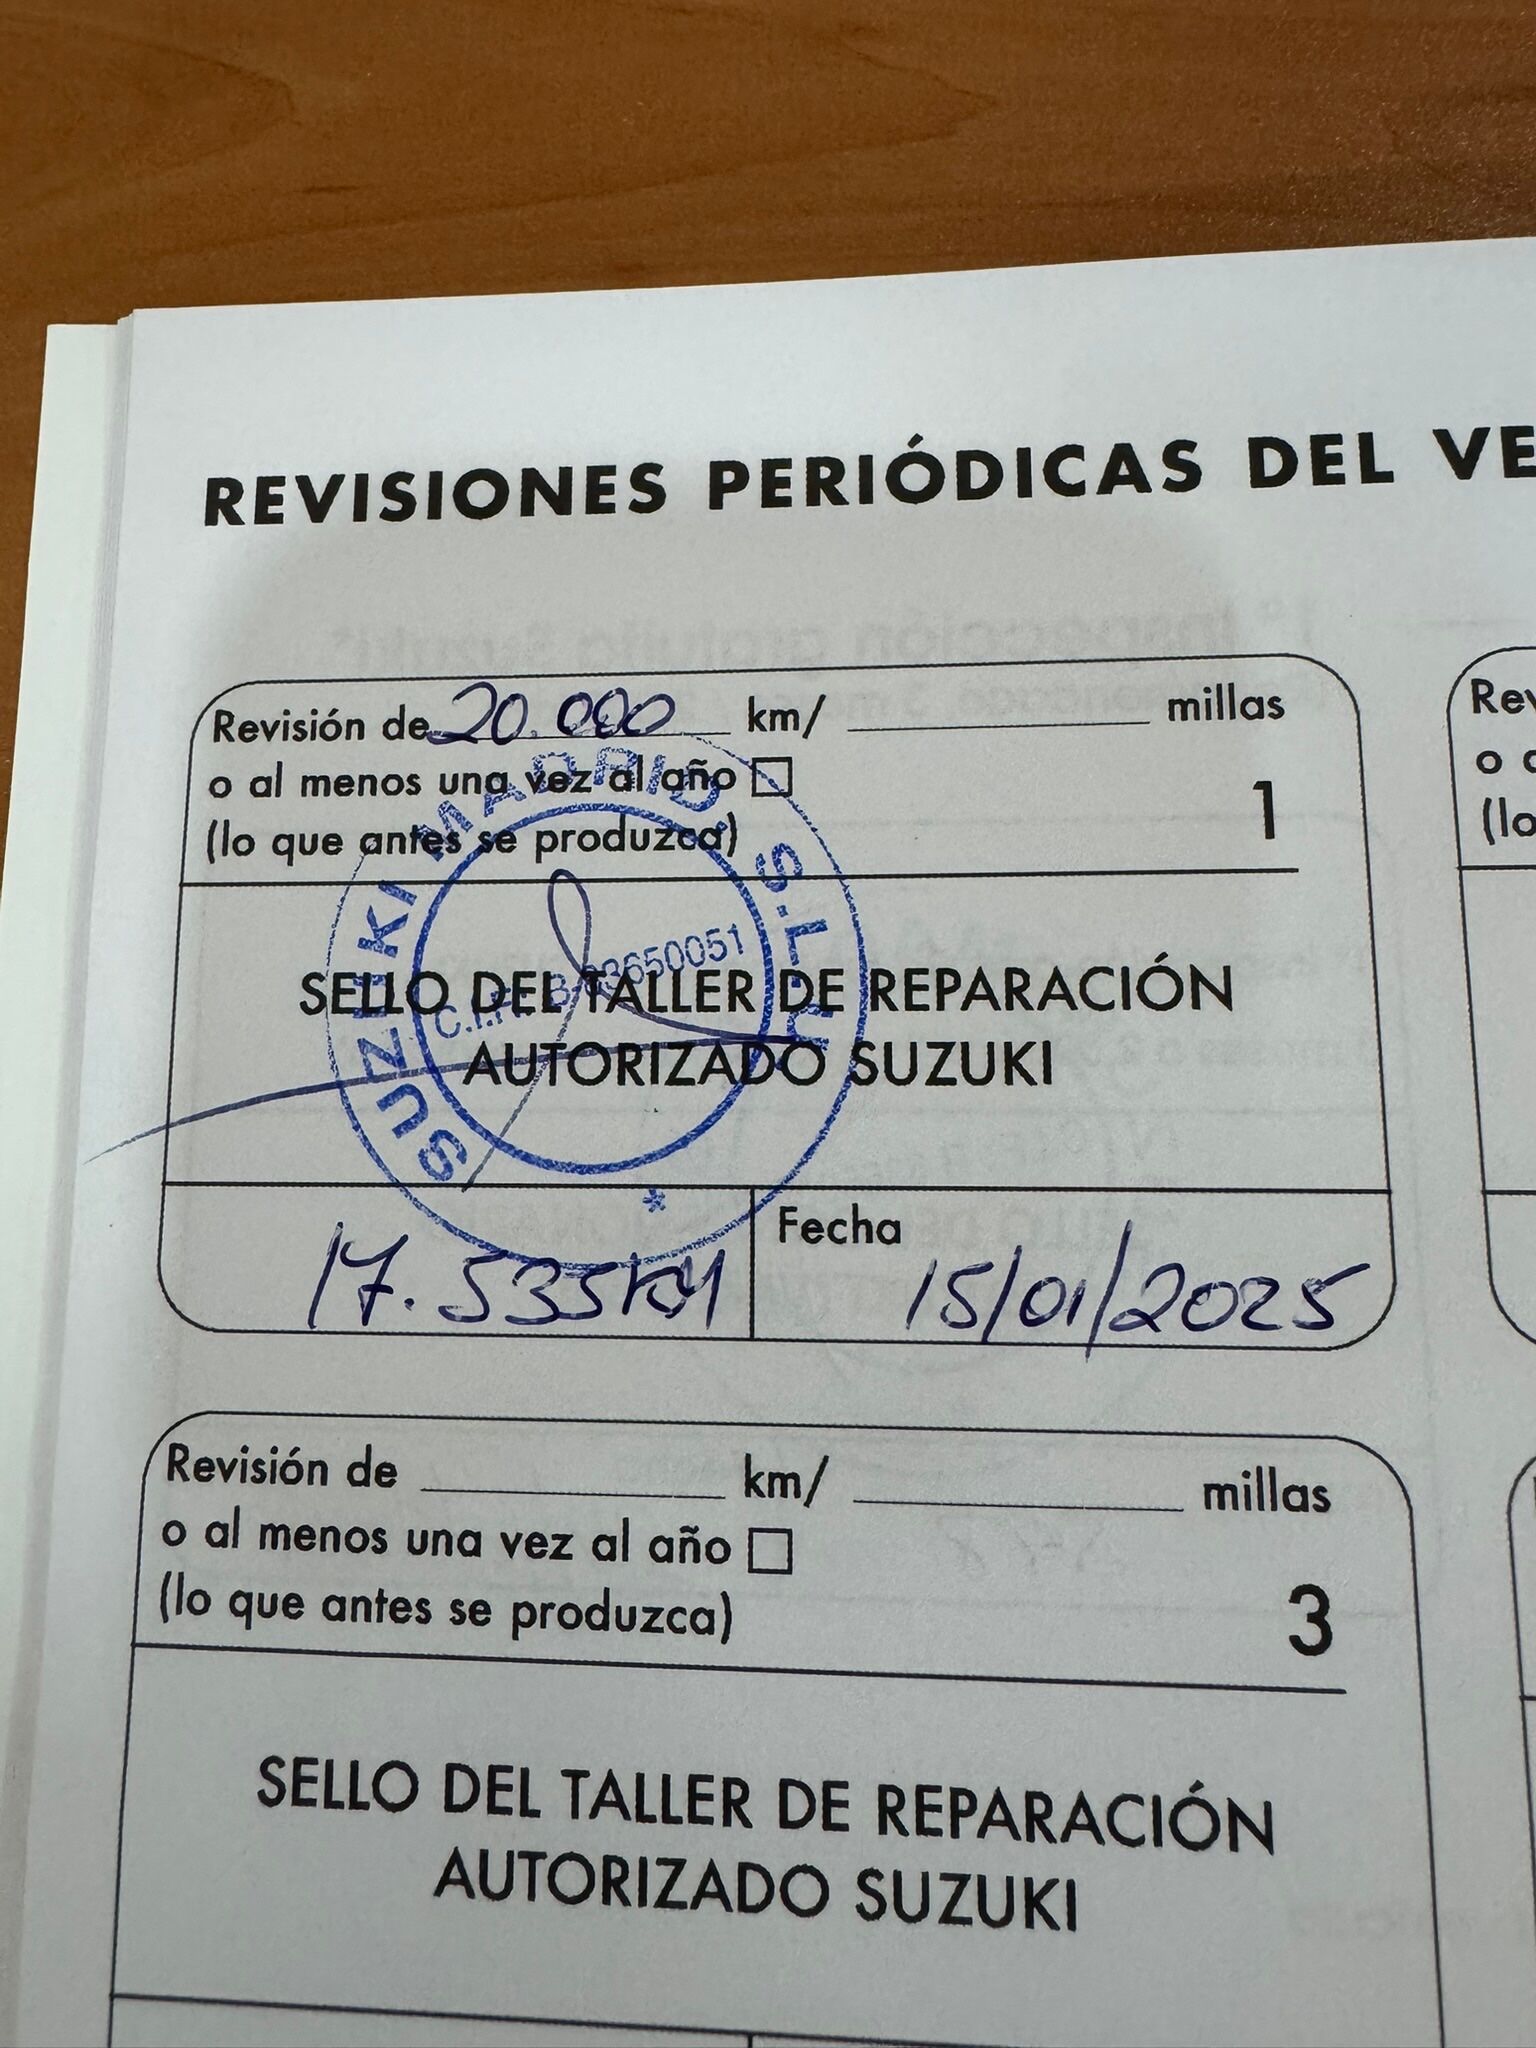 REVISIONES PERIÓDICAS DEL VE
Revisión de 20.000 km/ millas
o al menos una vez al año
(lo que antes se produzca)
1
SUZUKI MADRID, S.L.U.
SELLO DEL TALLER DE REPARACIÓN
AUTORIZADO SUZUKI
17.535KM
Fecha
15/01/2025
Rev
o a
(lo
Revisión de km/ millas
o al menos una vez al año
(lo que antes se produzca)
3
SELLO DEL TALLER DE REPARACIÓN
AUTORIZADO SUZUKI